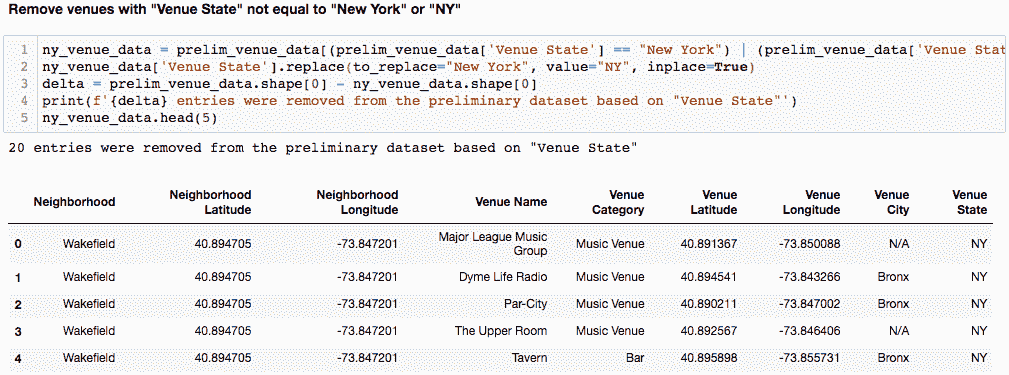 Remove venues with "Venue State" not equal to "New York" or "NY"
1 ny_venue_data = prelim_venue_data[(prelim_venue_data['Venue State'] == "New York") | (prelim_venue_data['Venue Stat
2 ny_venue_data['Venue State'].replace(to_replace="New York", value="NY", inplace=True)
3 delta = prelim_venue_data.shape[0] - ny_venue_data.shape[0]
4 print(f'{delta} entries were removed from the preliminary dataset based on "Venue State"')
5 ny_venue_data.head(5)
20 entries were removed from the preliminary dataset based on "Venue State"
Neighborhood Neighborhood Latitude Neighborhood Longitude Venue Name Venue Category Venue Latitude Venue Longitude Venue City Venue State
0 Wakefield 40.894705 -73.847201 Major League Music Group Music Venue 40.891367 -73.850088 N/A NY
1 Wakefield 40.894705 -73.847201 Dyme Life Radio Music Venue 40.894541 -73.843266 Bronx NY
2 Wakefield 40.894705 -73.847201 Par-City Music Venue 40.890211 -73.847002 Bronx NY
3 Wakefield 40.894705 -73.847201 The Upper Room Music Venue 40.892567 -73.846406 N/A NY
4 Wakefield 40.894705 -73.847201 Tavern Bar 40.895898 -73.855731 Bronx NY